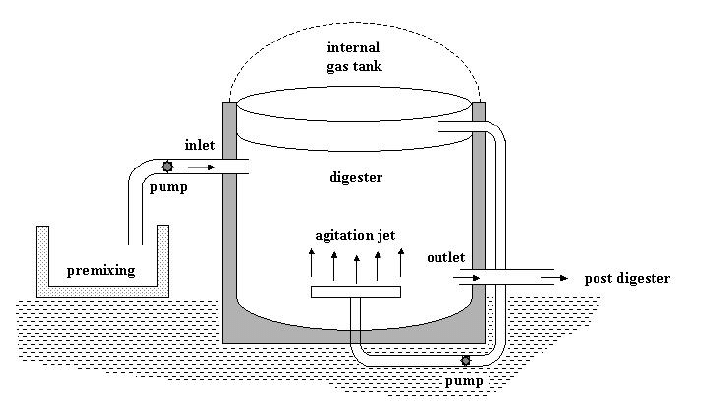 internal
gas tank
inlet
pump
digester
agitation jet
premixing
outlet
post digester
pump